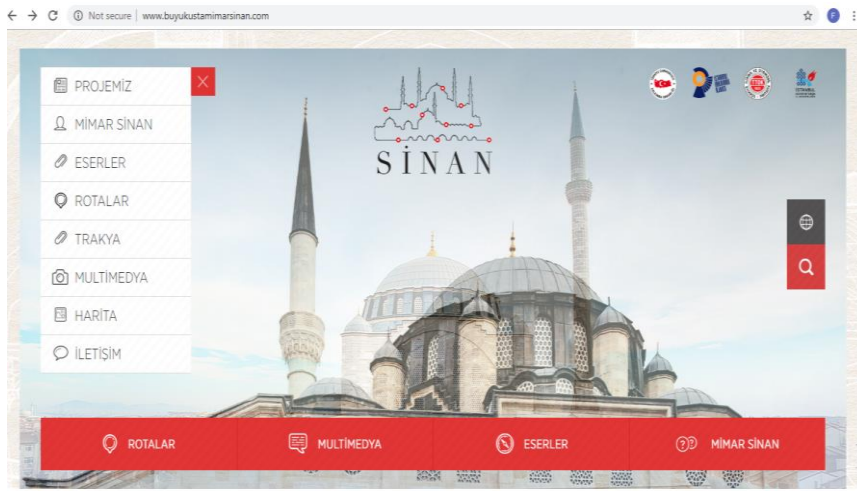 Not secure | www.buyukustamimarsinan.com
F
PROJEMİZ
MİMAR SİNAN
ESERLER
ROTALAR
TRAKYA
MULTİMEDYA
HARİTA
İLETİŞİM
SİNAN
ROTALAR
MULTİMEDYA
ESERLER
MİMAR SİNAN